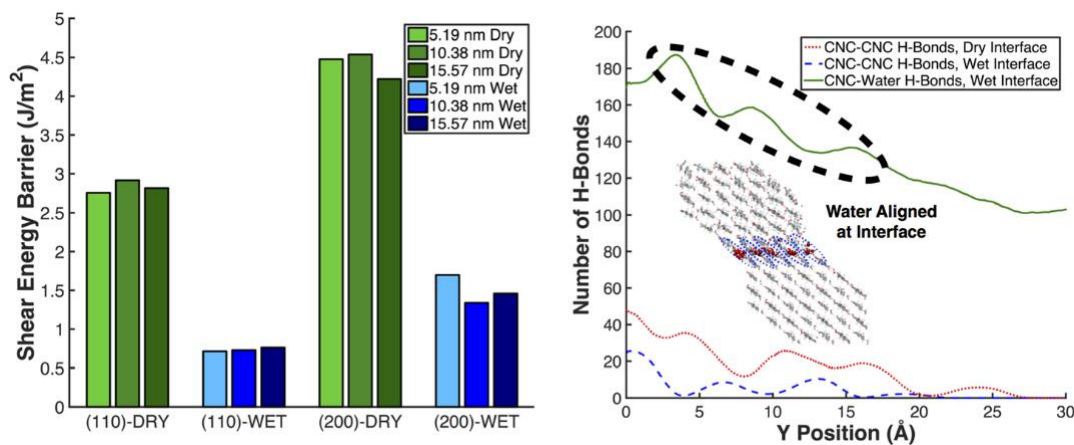 Shear Energy Barrier (J/m²)
5
4.5
4
3.5
3
2.5
2
1.5
1
0.5
0
5.19 nm Dry
10.38 nm Dry
15.57 nm Dry
5.19 nm Wet
10.38 nm Wet
15.57 nm Wet
(110)-DRY
(110)-WET
(200)-DRY
(200)-WET
Number of H-Bonds
200
180
160
140
120
100
80
60
40
20
0
CNC-CNC H-Bonds, Dry Interface
CNC-CNC H-Bonds, Wet Interface
CNC-Water H-Bonds, Wet Interface
Water Aligned
at Interface
0
5
10
15
20
25
30
Y Position (Å)